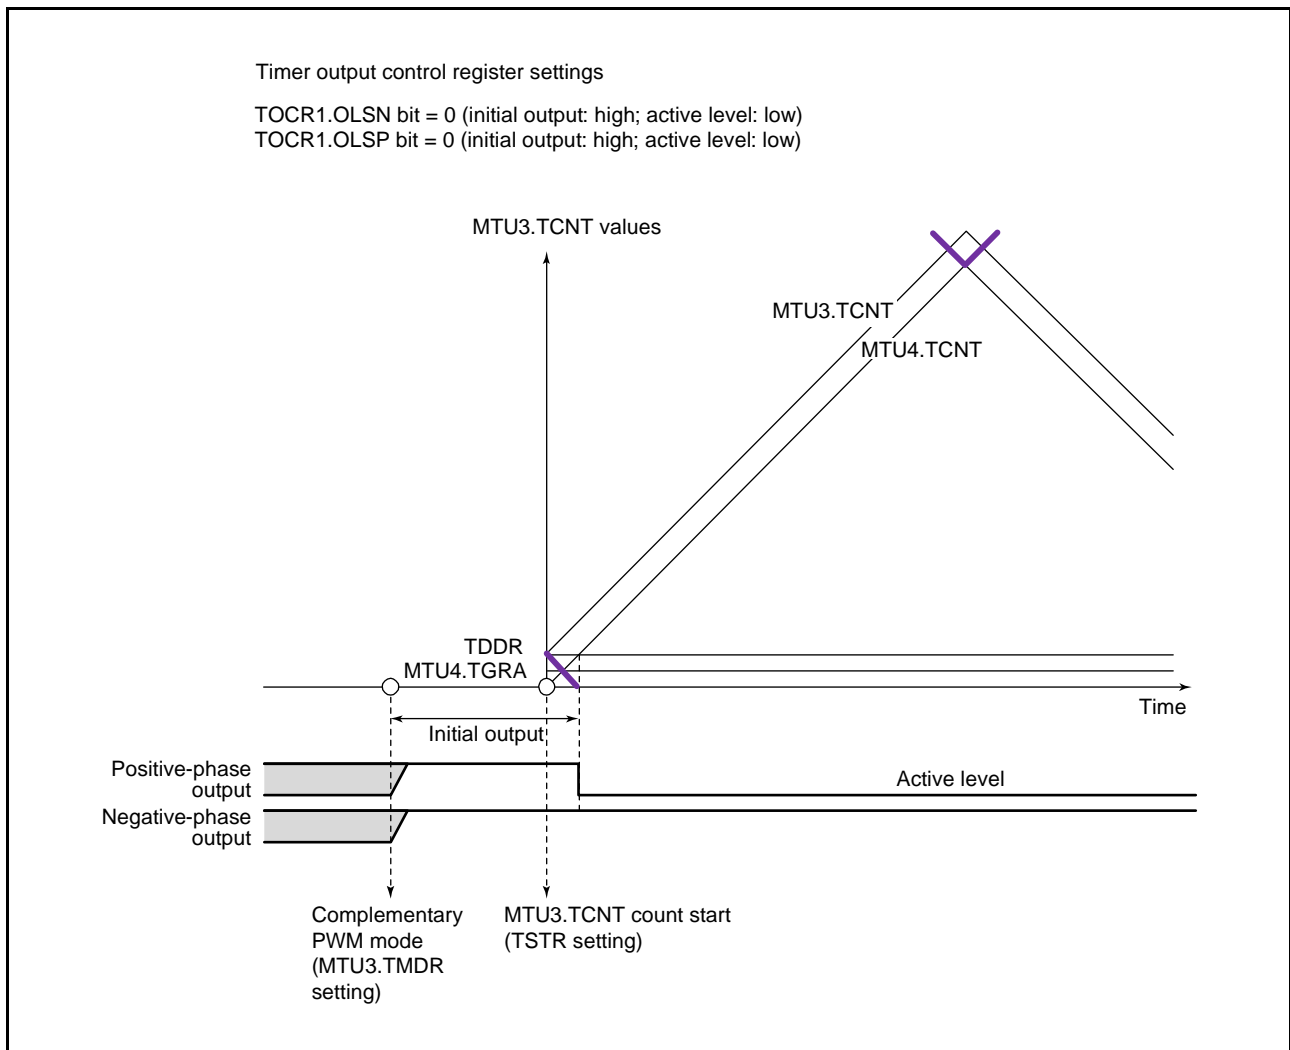 Timer output control register settings
TOCR1.OLSN bit = 0 (initial output: high; active level: low)
TOCR1.OLSP bit = 0 (initial output: high; active level: low)
MTU3.TCNT values
MTU3.TCNT
MTU4.TCNT
TDDR
MTU4.TGRA
Time
Initial output
Positive-phase
output
Active level
Negative-phase
output
Complementary
PWM mode
(MTU3.TMDR
setting)
MTU3.TCNT count start
(TSTR setting)